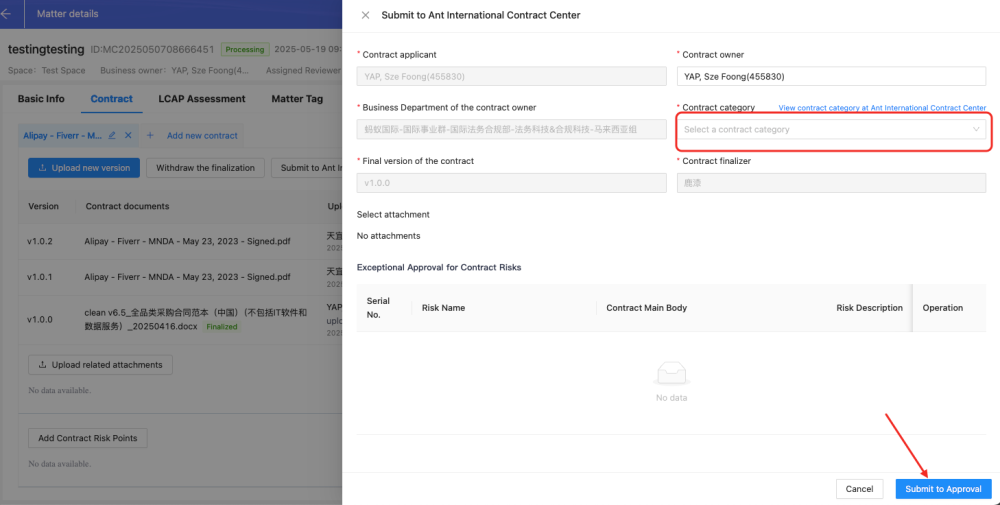 Matter details
testingtesting ID:MC2025050708666451 Processing 2025-05-19 09:
Space: Test Space Business owner: YAP, Sze Foong(4... Assigned Reviewer
Basic Info Contract LCAP Assessment Matter Tag
Alipay - Fiverr - M... Add new contract
Upload new version Withdraw the finalization Submit to Ant In
Version Contract documents Upl
v1.0.2 Alipay - Fiverr - MNDA - May 23, 2023 - Signed.pdf
v1.0.1 Alipay - Fiverr - MNDA - May 23, 2023 - Signed.pdf
v1.0.0 clean v6.5_全品类采购合同范本（中国）（不包括IT软件和
数据服务）_20250416.docx Finalized
YAP
uplo
202
Upload related attachments
No data available.
Add Contract Risk Points
No data available.
Submit to Ant International Contract Center
* Contract applicant
YAP, Sze Foong(455830)
* Contract owner
YAP, Sze Foong(455830)
* Business Department of the contract owner
蚂蚁国际-国际事业群-国际法务合规部-法务科技&合规科技-马来西亚组
* Contract category View contract category at Ant International Contract Center
Select a contract category
* Final version of the contract
v1.0.0
* Contract finalizer
鹿漆
Select attachment
No attachments
Exceptional Approval for Contract Risks
Serial
No.
Risk Name
Contract Main Body
Risk Description
Operation
No data
Cancel
Submit to Approval